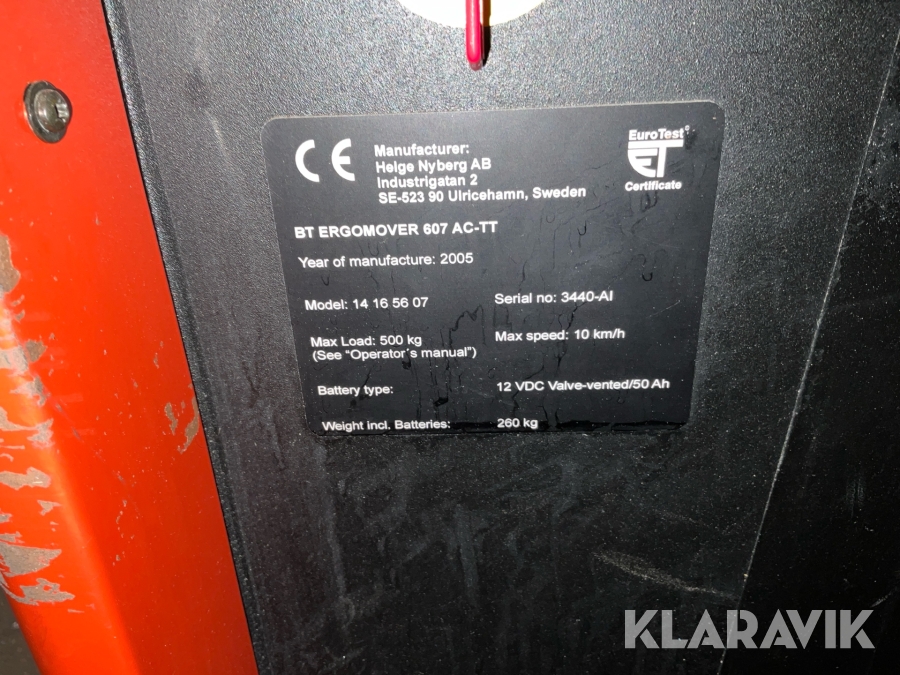 CE
Manufacturer:
Helge Nyberg AB
Industrigatan 2
SE-523 90 Ulricehamn, Sweden
EuroTest
ET
Certificate
BT ERGOMOVER 607 AC-TT
Year of manufacture: 2005
Model: 14 16 56 07
Serial no: 3440-AI
Max Load: 500 kg
(See "Operator´s manual")
Max speed: 10 km/h
Battery type:
12 VDC Valve-vented/50 Ah
Weight incl. Batteries:
260 kg
KLARAVIK